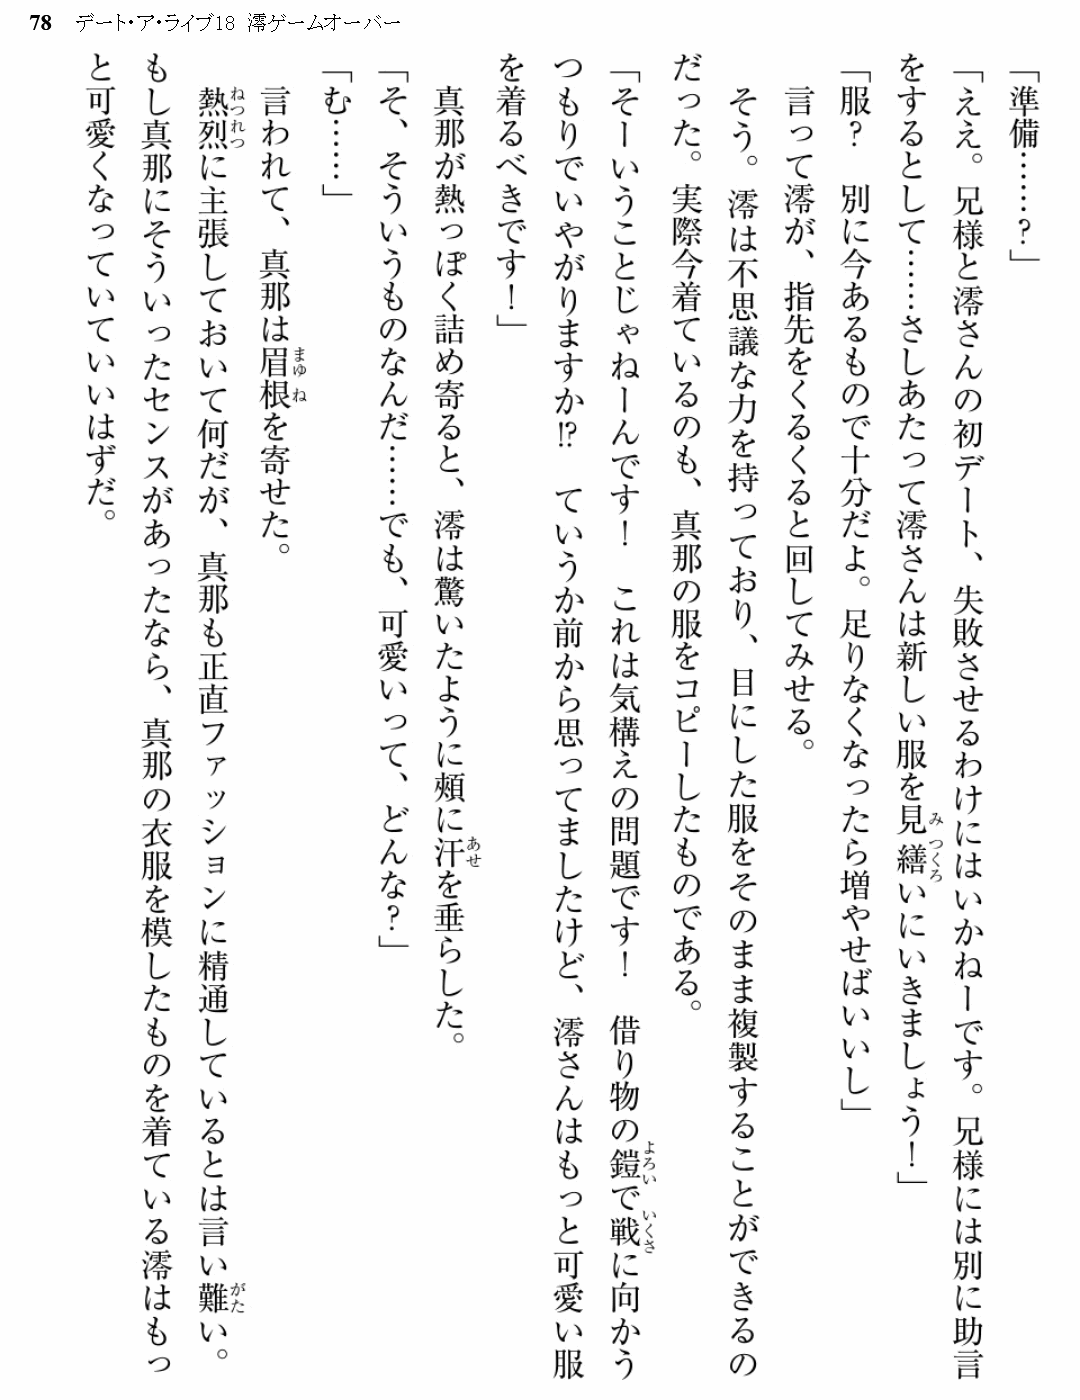 78 デート・ア・ライブ18 澪ゲームオーバー
「準備……？」
「ええ。兄様と澪さんの初デート、失敗させるわけにはいかねーです。兄様には別に助言
をするとして……さしあたって澪さんは新しい服を見繕いにいきましょう！」
「服？　別に今あるもので十分だよ。足りなくなったら増やせばいいし」
　言って澪が、指先をくるくると回してみせる。
　そう。澪は不思議な力を持っており、目にした服をそのまま複製することができるの
だった。実際今着ているのも、真那の服をコピーしたものである。
「そーいうことじゃねーんです！　これは気構えの問題です！　借り物の鎧で戦に向かう
つもりでいやがりますか⁉　ていうか前から思ってましたけど、澪さんはもっと可愛い服
を着るべきです！」
　真那が熱っぽく詰め寄ると、澪は驚いたように頰に汗を垂らした。
「そ、そういうものなんだ……でも、可愛いって、どんな？」
「む……」
　言われて、真那は眉根を寄せた。
　熱烈に主張しておいて何だが、真那も正直ファッションに精通しているとは言い難い。
もし真那にそういったセンスがあったなら、真那の衣服を模したものを着ている澪はもっ
と可愛くなっていていいはずだ。